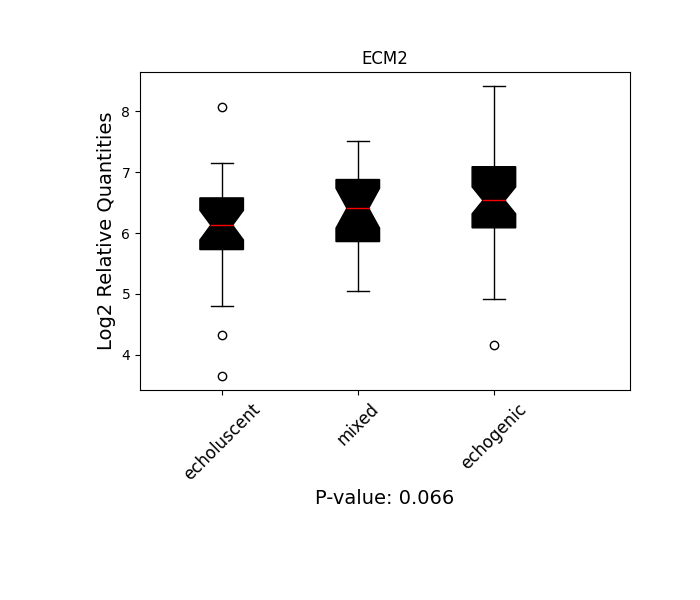 ECM2
Log2 Relative Quantities
8
7
6
5
4
echoluscent
mixed
echogenic
P-value: 0.066